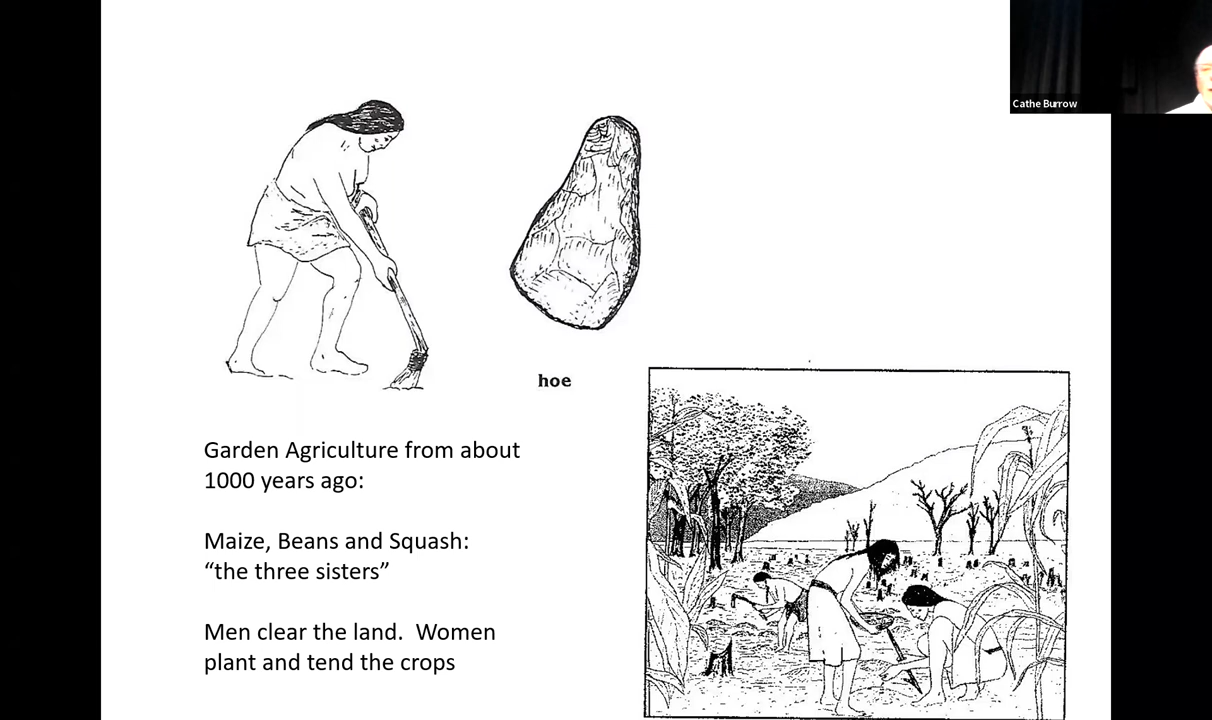 Cathe Burrow
hoe
Garden Agriculture from about
1000 years ago:
Maize, Beans and Squash:
“the three sisters”
Men clear the land.  Women
plant and tend the crops